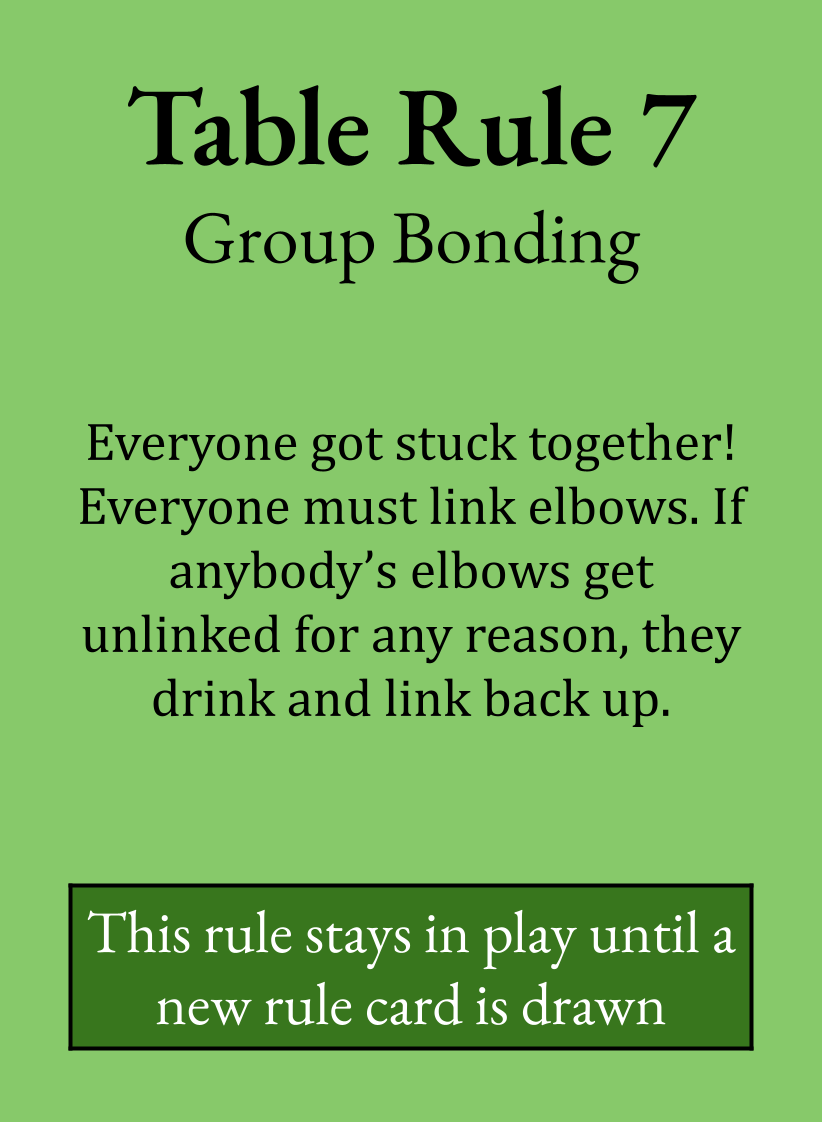 Table Rule 7
Group Bonding
Everyone got stuck together!
Everyone must link elbows. If
anybody’s elbows get
unlinked for any reason, they
drink and link back up.
This rule stays in play until a
new rule card is drawn